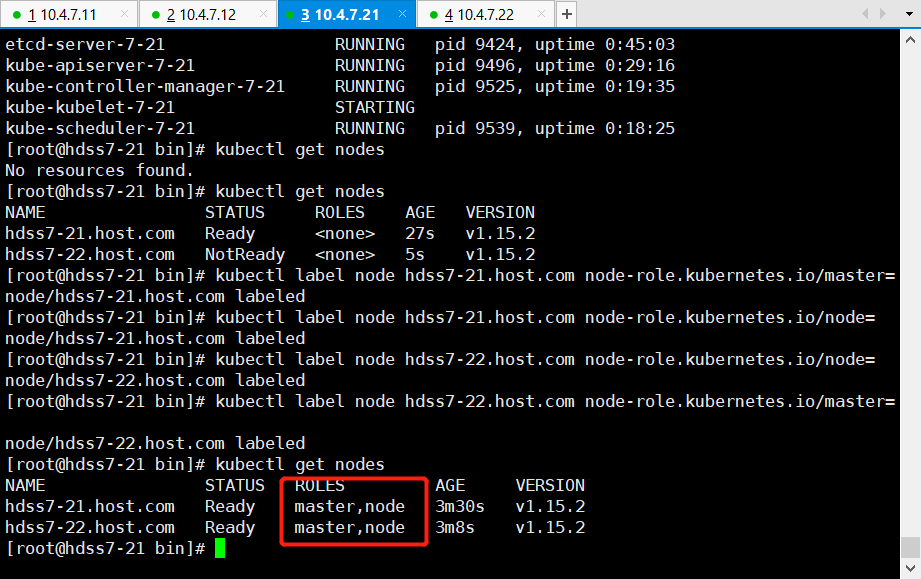 1 10.4.7.11 × 2 10.4.7.12 × 3 10.4.7.21 × 4 10.4.7.22 × +
etcd-server-7-21                 RUNNING   pid 9424, uptime 0:45:03
kube-apiserver-7-21              RUNNING   pid 9496, uptime 0:29:16
kube-controller-manager-7-21     RUNNING   pid 9525, uptime 0:19:35
kube-kubelet-7-21                STARTING
kube-scheduler-7-21              RUNNING   pid 9539, uptime 0:18:25
[root@hdss7-21 bin]# kubectl get nodes
No resources found.
[root@hdss7-21 bin]# kubectl get nodes
NAME                STATUS     ROLES    AGE   VERSION
hdss7-21.host.com   Ready      <none>   27s   v1.15.2
hdss7-22.host.com   NotReady   <none>   5s    v1.15.2
[root@hdss7-21 bin]# kubectl label node hdss7-21.host.com node-role.kubernetes.io/master=
node/hdss7-21.host.com labeled
[root@hdss7-21 bin]# kubectl label node hdss7-21.host.com node-role.kubernetes.io/node=
node/hdss7-21.host.com labeled
[root@hdss7-21 bin]# kubectl label node hdss7-22.host.com node-role.kubernetes.io/node=
node/hdss7-22.host.com labeled
[root@hdss7-21 bin]# kubectl label node hdss7-22.host.com node-role.kubernetes.io/master=
node/hdss7-22.host.com labeled
[root@hdss7-21 bin]# kubectl get nodes
NAME                STATUS   ROLES         AGE     VERSION
hdss7-21.host.com   Ready    master,node   3m30s   v1.15.2
hdss7-22.host.com   Ready    master,node   3m8s    v1.15.2
[root@hdss7-21 bin]#